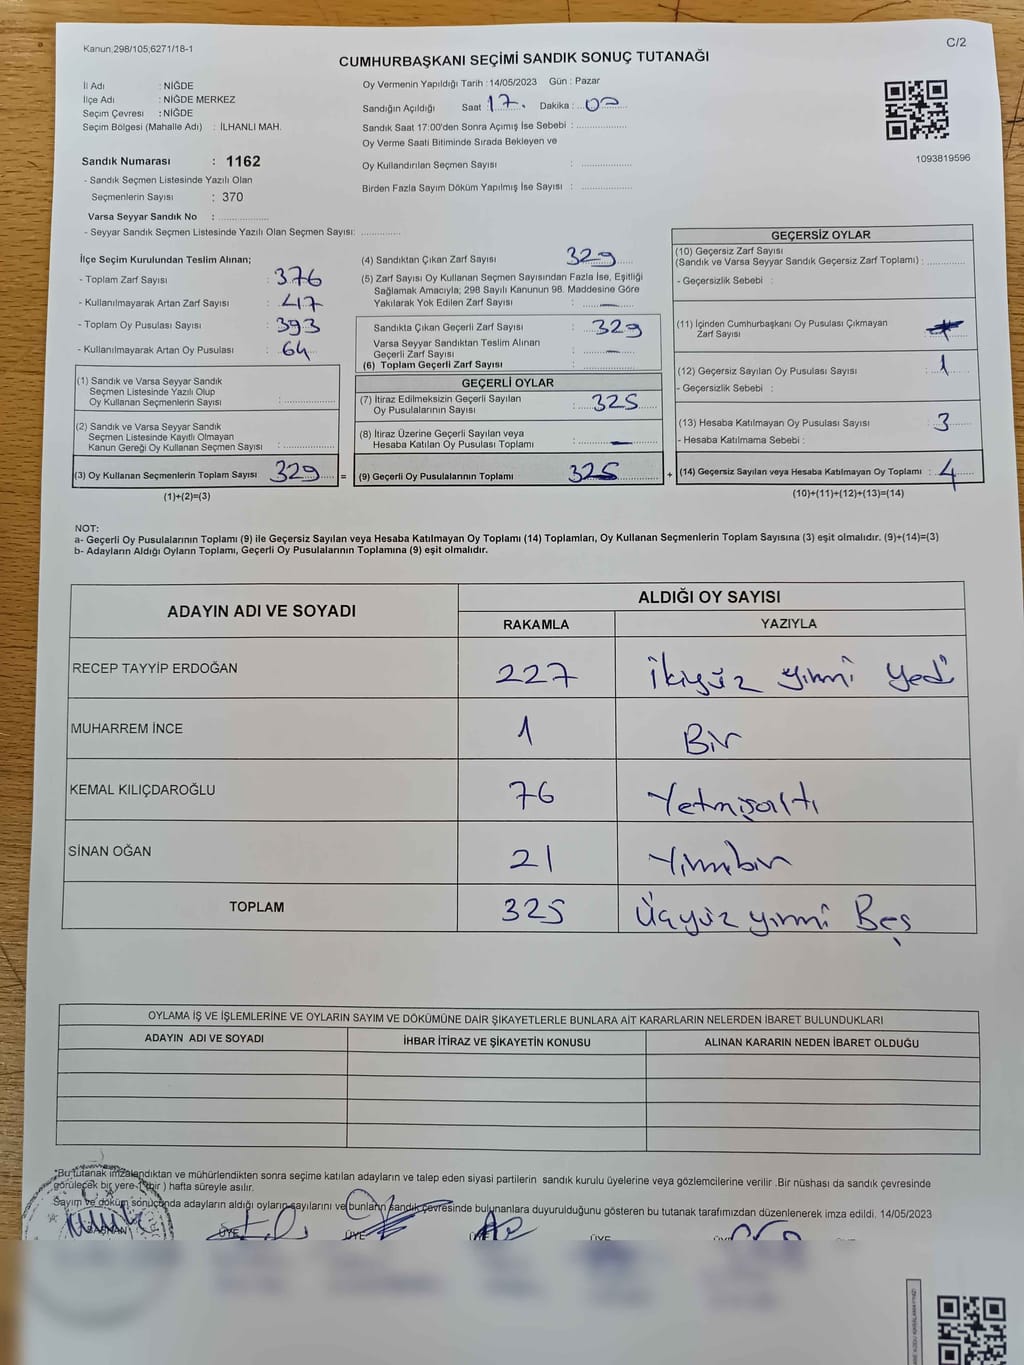 Kanun,298/105,6271/18-1
C/2
CUMHURBAŞKANI SEÇİMİ SANDIK SONUÇ TUTANAĞI
İl Adı : NİĞDE
İlçe Adı : NİĞDE MERKEZ
Seçim Çevresi : NİĞDE
Seçim Bölgesi (Mahalle Adı) : İLHANLI MAH.
Sandık Numarası : 1162
- Sandık Seçmen Listesinde Yazılı Olan
Seçmenlerin Sayısı : 370
Varsa Seyyar Sandık No : ................
- Seyyar Sandık Seçmen Listesinde Yazılı Olan Seçmen Sayısı: .............
Oy Vermenin Yapıldığı Tarih : 14/05/2023 Gün : Pazar
Sandığın Açıldığı Saat : 17. Dakika : 00
Sandık Saat 17:00'den Sonra Açımış İse Sebebi : ................
Oy Verme Saati Bitiminde Sırada Bekleyen ve
Oy Kullandırılan Seçmen Sayısı : ................
Birden Fazla Sayım Döküm Yapılmış İse Sayısı : ................
1093819596
İlçe Seçim Kurulundan Teslim Alınan;
- Toplam Zarf Sayısı : 376
- Kullanılmayarak Artan Zarf Sayısı : 47
- Toplam Oy Pusulası Sayısı : 393
- Kullanılmayarak Artan Oy Pusulası : 64
(1) Sandık ve Varsa Seyyar Sandık
Seçmen Listesinde Yazılı Olup
Oy Kullanan Seçmenlerin Sayısı : ................
(2) Sandık ve Varsa Seyyar Sandık
Seçmen Listesinde Kayıtlı Olmayan
Kanun Gereği Oy Kullanan Seçmen Sayısı : ................
(3) Oy Kullanan Seçmenlerin Toplam Sayısı 329 =
(1)+(2)=(3)
(4) Sandıktan Çıkan Zarf Sayısı : 329
(5) Zarf Sayısı Oy Kullanan Seçmen Sayısından Fazla İse, Eşitliği
Sağlamak Amacıyla; 298 Sayılı Kanunun 98. Maddesine Göre
Yakılarak Yok Edilen Zarf Sayısı : —
Sandıkta Çıkan Geçerli Zarf Sayısı : 329
Varsa Seyyar Sandıktan Teslim Alınan
Geçerli Zarf Sayısı : —
(6) Toplam Geçerli Zarf Sayısı : ................
GEÇERLİ OYLAR
(7) İtiraz Edilmeksizin Geçerli Sayılan
Oy Pusulalarının Sayısı : 325
(8) İtiraz Üzerine Geçerli Sayılan veya
Hesaba Katılan Oy Pusulası Toplamı : —
(9) Geçerli Oy Pusulalarının Toplamı 325 +
GEÇERSİZ OYLAR
(10) Geçersiz Zarf Sayısı
(Sandık ve Varsa Seyyar Sandık Geçersiz Zarf Toplamı) : .............
- Geçersizlik Sebebi :
(11) İçinden Cumhurbaşkanı Oy Pusulası Çıkmayan
Zarf Sayısı :
(12) Geçersiz Sayılan Oy Pusulası Sayısı : 1
- Geçersizlik Sebebi :
(13) Hesaba Katılmayan Oy Pusulası Sayısı : 3
- Hesaba Katılmama Sebebi :
(14) Geçersiz Sayılan veya Hesaba Katılmayan Oy Toplamı : 4
(10)+(11)+(12)+(13)=(14)
NOT:
a- Geçerli Oy Pusulalarının Toplamı (9) ile Geçersiz Sayılan veya Hesaba Katılmayan Oy Toplamı (14) Toplamları, Oy Kullanan Seçmenlerin Toplam Sayısına (3) eşit olmalıdır. (9)+(14)=(3)
b- Adayların Aldığı Oyların Toplamı, Geçerli Oy Pusulalarının Toplamına (9) eşit olmalıdır.
ADAYIN ADI VE SOYADI
ALDIĞI OY SAYISI
RAKAMLA YAZIYLA
RECEP TAYYİP ERDOĞAN 227 ikiyüz yirmi yedi
MUHARREM İNCE 1 Bir
KEMAL KILIÇDAROĞLU 76 Yetmişaltı
SİNAN OĞAN 21 Yirmibir
TOPLAM 325 Üçyüz yirmi Beş
OYLAMA İŞ VE İŞLEMLERİNE VE OYLARIN SAYIM VE DÖKÜMÜNE DAİR ŞİKAYETLERLE BUNLARA AİT KARARLARIN NELERDEN İBARET BULUNDUKLARI
ADAYIN ADI VE SOYADI İHBAR İTİRAZ VE ŞİKAYETİN KONUSU ALINAN KARARIN NEDEN İBARET OLDUĞU
*Bu tutanak imzalandıktan ve mühürlendikten sonra seçime katılan adayların ve talep eden siyasi partilerin sandık kurulu üyelerine veya gözlemcilerine verilir .Bir nüshası da sandık çevresinde
görülecek bir yere 1 (bir ) hafta süreyle asılır.
Sayım ve döküm sonucunda adayların aldığı oyların sayılarını ve bunların sandık çevresinde bulunanlara duyurulduğunu gösteren bu tutanak tarafımızdan düzenlenerek imza edildi. 14/05/2023
BAŞKAN ÜYE ÜYE ÜYE ÜYE ÜYE